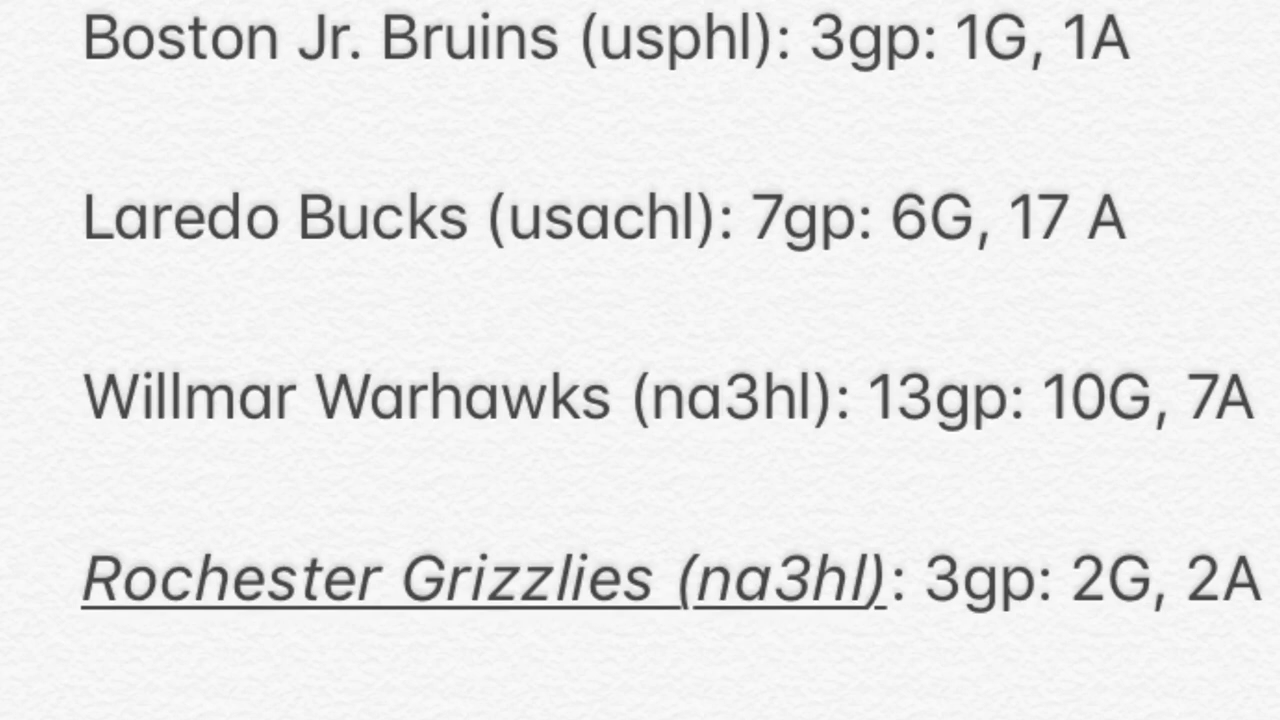 Boston Jr. Bruins (usphl): 3gp: 1G, 1A
Laredo Bucks (usachl): 7gp: 6G, 17 A
Willmar Warhawks (na3hl): 13gp: 10G, 7A
Rochester Grizzlies (na3hl): 3gp: 2G, 2A